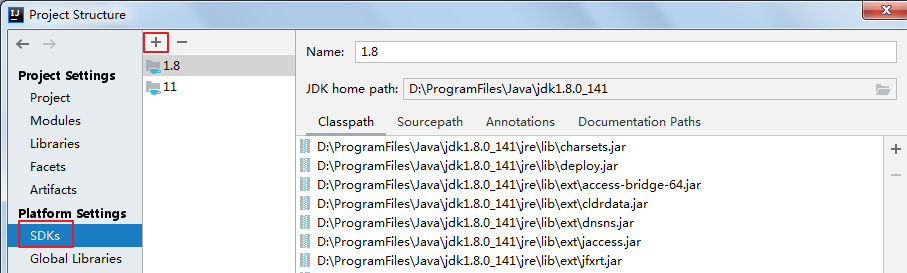 Project Structure
Project Settings
Project
Modules
Libraries
Facets
Artifacts
Platform Settings
SDKs
Global Libraries
1.8
11
Name: 1.8
JDK home path: D:\ProgramFiles\Java\jdk1.8.0_141
Classpath Sourcepath Annotations Documentation Paths
D:\ProgramFiles\Java\jdk1.8.0_141\jre\lib\charsets.jar
D:\ProgramFiles\Java\jdk1.8.0_141\jre\lib\deploy.jar
D:\ProgramFiles\Java\jdk1.8.0_141\jre\lib\ext\access-bridge-64.jar
D:\ProgramFiles\Java\jdk1.8.0_141\jre\lib\ext\cldrdata.jar
D:\ProgramFiles\Java\jdk1.8.0_141\jre\lib\ext\dnsns.jar
D:\ProgramFiles\Java\jdk1.8.0_141\jre\lib\ext\jaccess.jar
D:\ProgramFiles\Java\jdk1.8.0_141\jre\lib\ext\jfxrt.jar